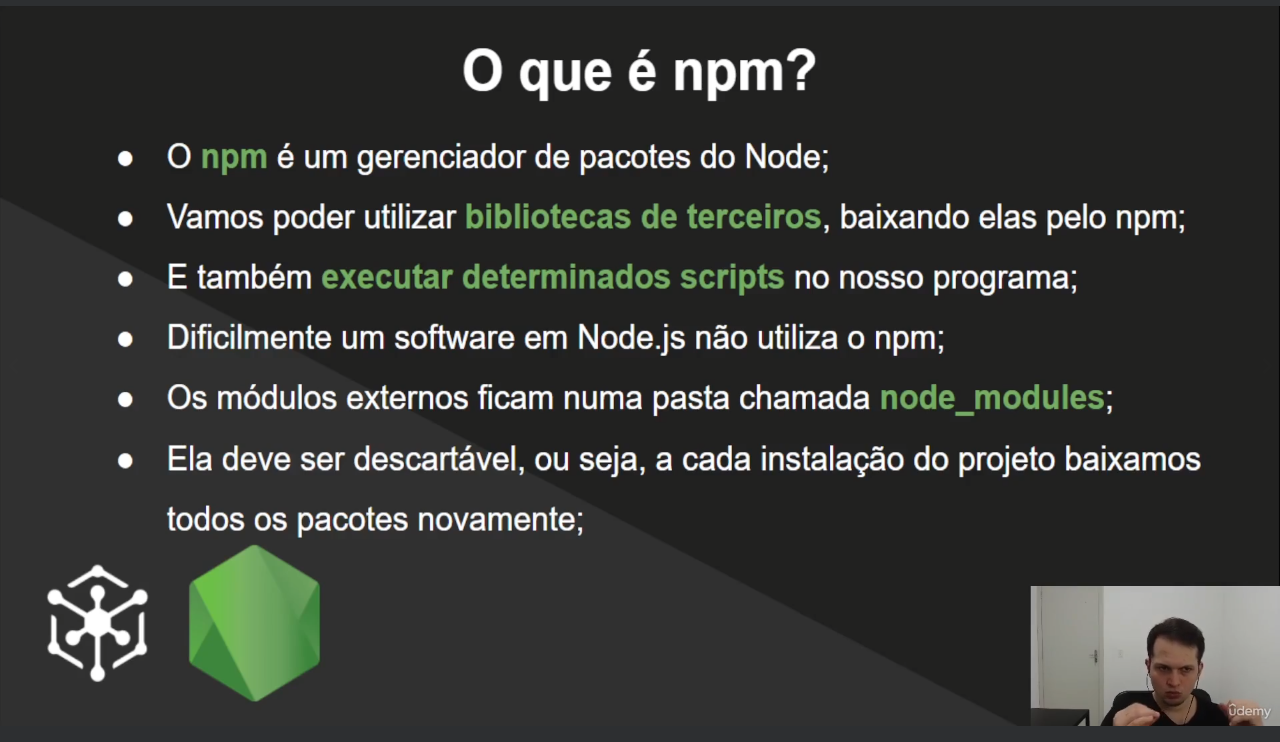 O que é npm?
● O npm é um gerenciador de pacotes do Node;
● Vamos poder utilizar bibliotecas de terceiros, baixando elas pelo npm;
● E também executar determinados scripts no nosso programa;
● Dificilmente um software em Node.js não utiliza o npm;
● Os módulos externos ficam numa pasta chamada node_modules;
● Ela deve ser descartável, ou seja, a cada instalação do projeto baixamos
todos os pacotes novamente;
ûdemy